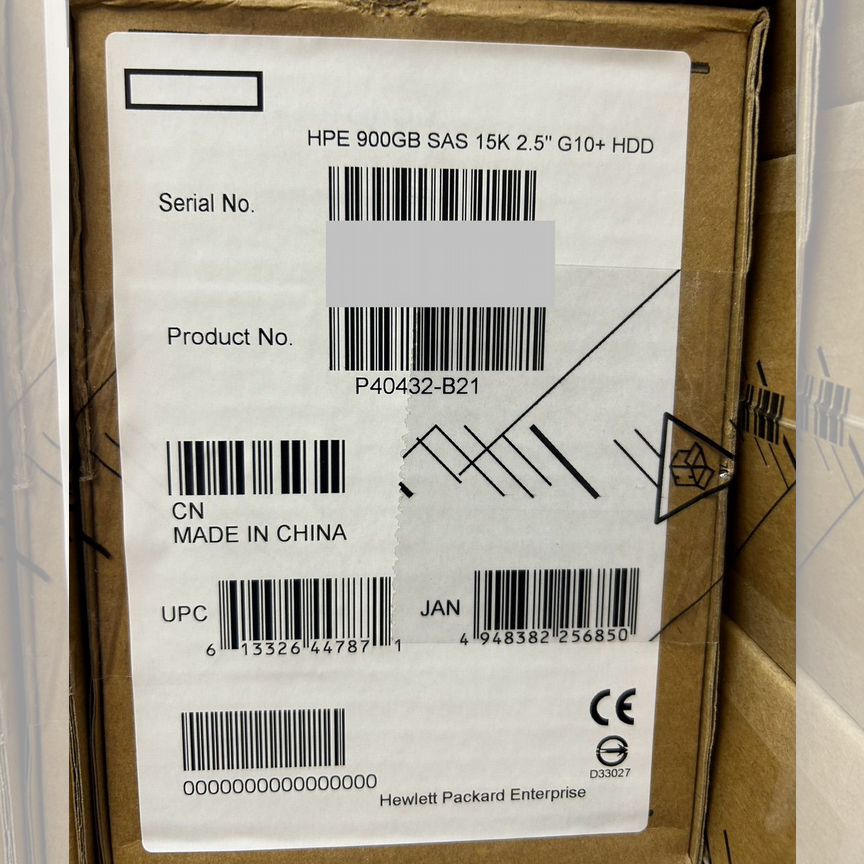 HPE 900GB SAS 15K 2.5" G10+ HDD
Serial No.
Product No.
P40432-B21
CN
MADE IN CHINA
UPC
6 13326 44787 1
JAN
4 948382 256850
CE
D33027
0000000000000000
Hewlett Packard Enterprise